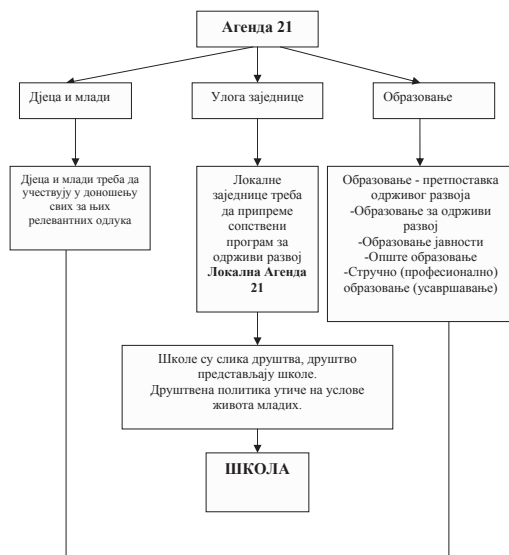 Агенда 21
Дјеца и млади
Улога заједнице
Образовање
Дјеца и млади треба да
учествују у доношењу
свих за њих
релевантних одлука
Локалне
заједнице треба
да припреме
сопствени
програм за
одрживи развој
Локална Агенда
21
Образовање - претпоставка
одрживог развоја
-Образовање за одрживи
развој
-Образовање јавности
-Опште образовање
-Стручно (професионално)
образовање (усавршавање)
Школе су слика друштва, друштво
представљају школе.
Друштвена политика утиче на услове
живота младих.
ШКОЛА